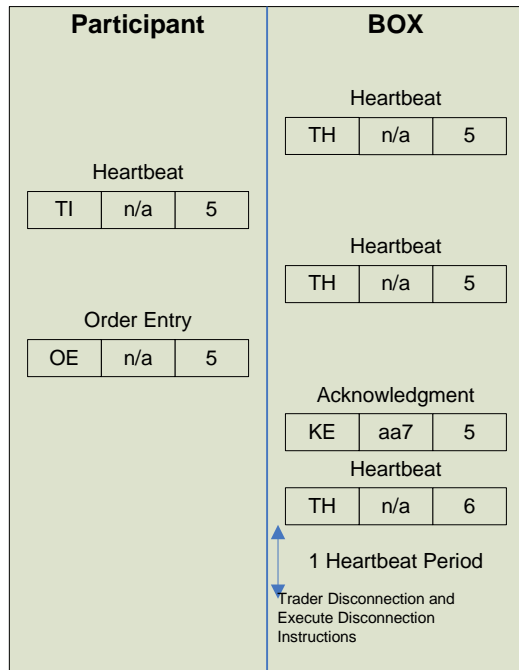 Participant
BOX
Heartbeat
TH n/a 5
Heartbeat
TI n/a 5
Heartbeat
TH n/a 5
Order Entry
OE n/a 5
Acknowledgment
KE aa7 5
Heartbeat
TH n/a 6
1 Heartbeat Period
Trader Disconnection and
Execute Disconnection
Instructions